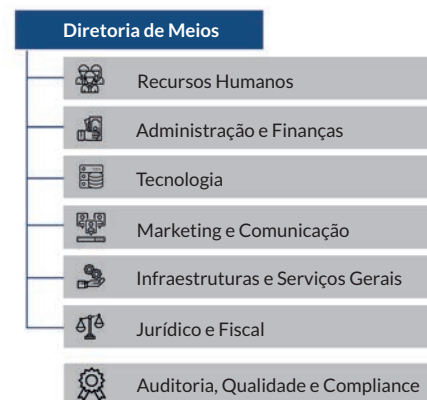 Diretoria de Meios
Recursos Humanos
Administração e Finanças
Tecnologia
Marketing e Comunicação
Infraestruturas e Serviços Gerais
Jurídico e Fiscal
Auditoria, Qualidade e Compliance